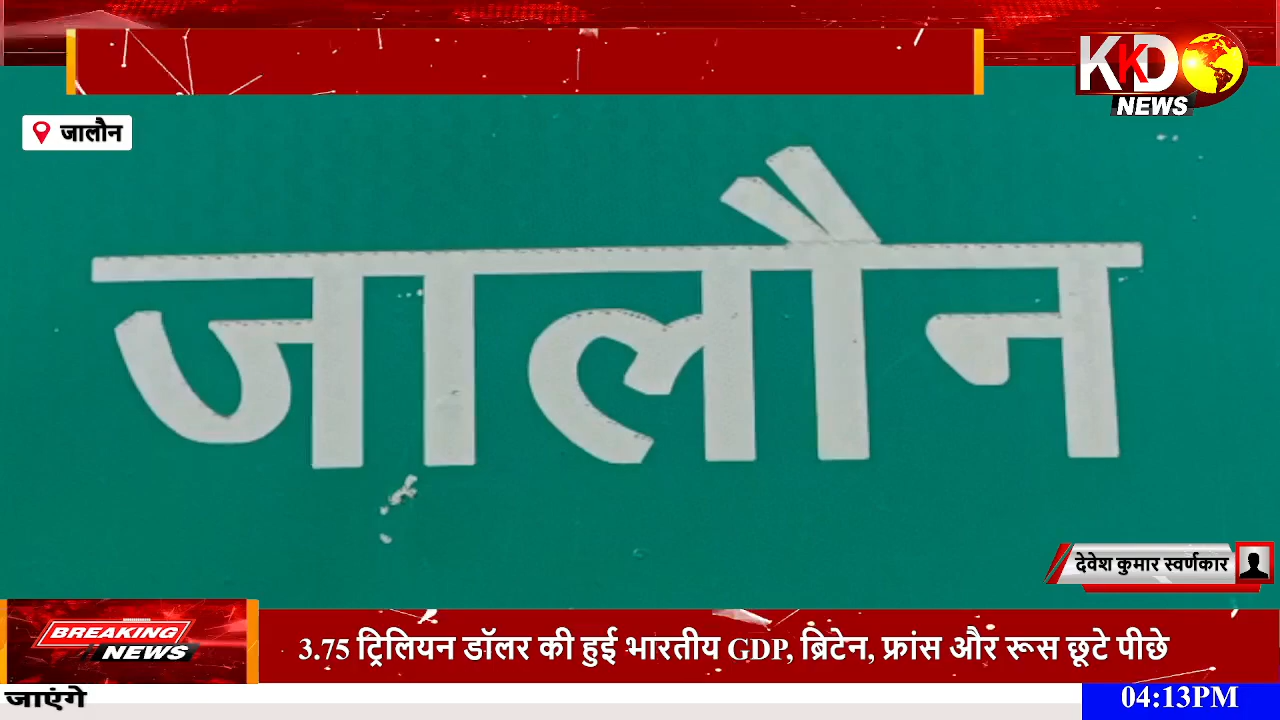 KKD
NEWS
जालौन
जालौन
देवेश कुमार स्वर्णकार
BREAKING
NEWS
3.75 ट्रिलियन डॉलर की हुई भारतीय GDP, ब्रिटेन, फ्रांस और रूस छूटे पीछे
जाएंगे
04:13PM